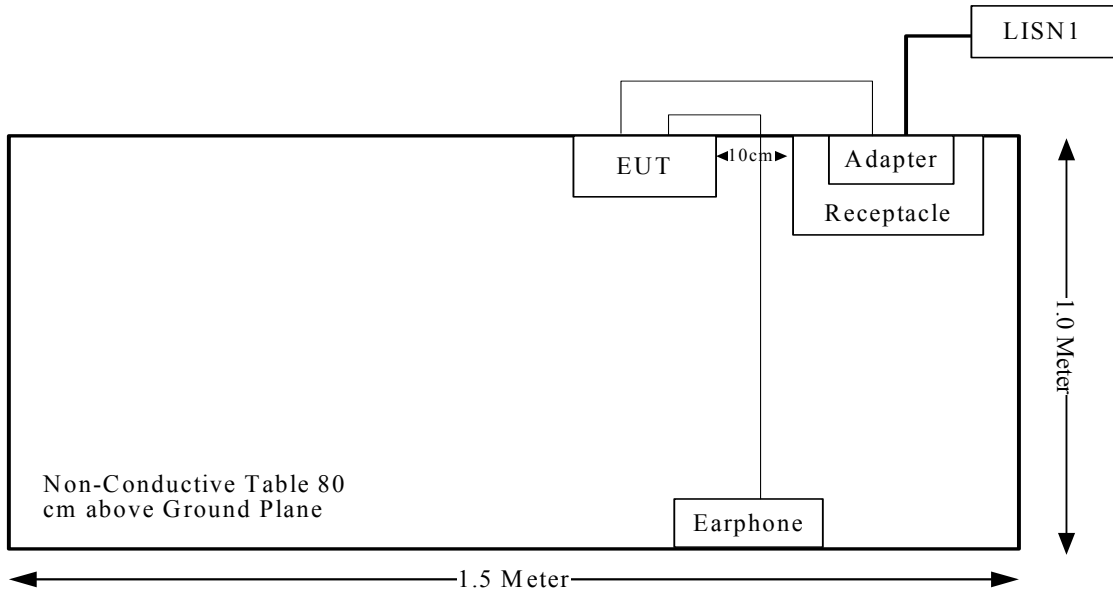 LISN1
EUT
10cm
Adapter
Receptacle
1.0 Meter
Non-Conductive Table 80
cm above Ground Plane
Earphone
1.5 Meter